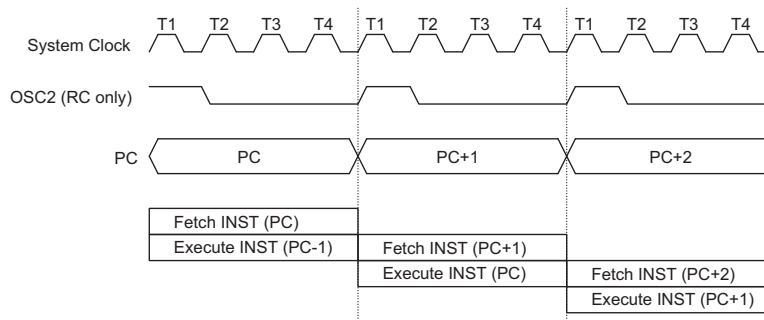 T1 T2 T3 T4 T1 T2 T3 T4 T1 T2 T3 T4
System Clock
OSC2 (RC only)
PC PC PC+1 PC+2
Fetch INST (PC)
Execute INST (PC-1) Fetch INST (PC+1)
Execute INST (PC) Fetch INST (PC+2)
Execute INST (PC+1)